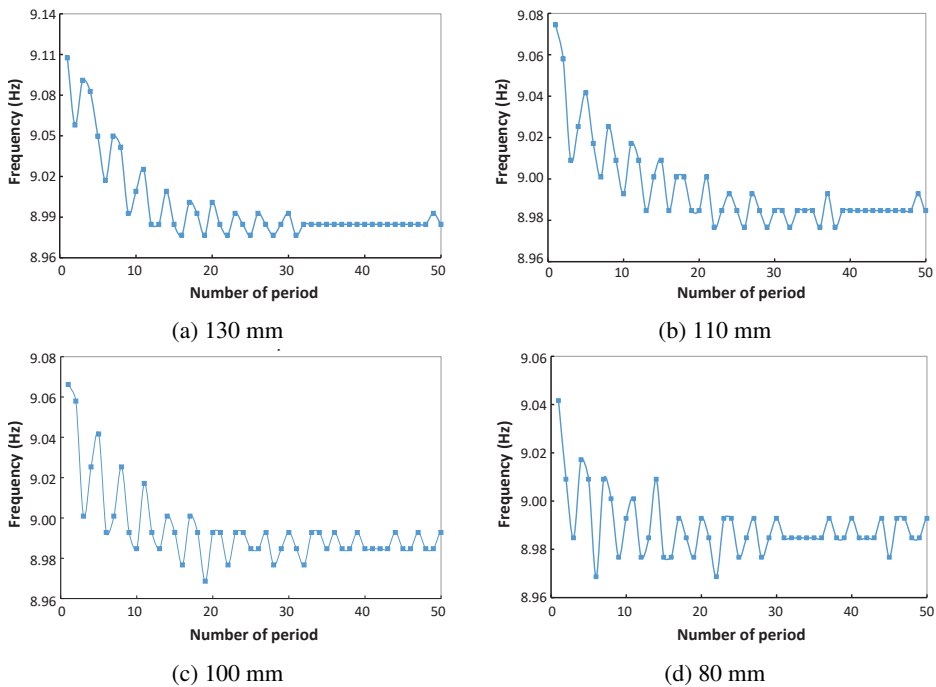 9.14
9.11
9.08
9.05
9.02
8.99
8.96
Frequency (Hz)
0 10 20 30 40 50
Number of period
(a) 130 mm
9.08
9.06
9.04
9.02
9.00
8.98
8.96
Frequency (Hz)
0 10 20 30 40 50
Number of period
(b) 110 mm
9.08
9.06
9.04
9.02
9.00
8.98
8.96
Frequency (Hz)
0 10 20 30 40 50
Number of period
(c) 100 mm
9.06
9.04
9.02
9.00
8.98
8.96
Frequency (Hz)
0 10 20 30 40 50
Number of period
(d) 80 mm